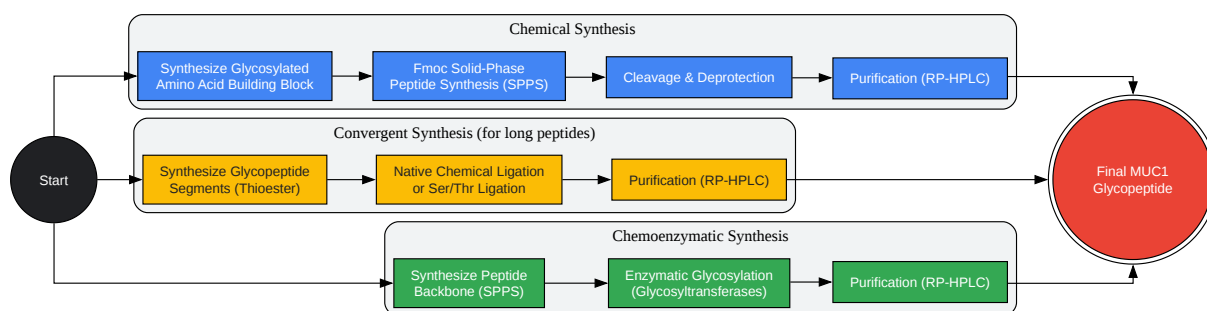 Chemical Synthesis
Synthesize Glycosylated
Amino Acid Building Block
Fmoc Solid-Phase
Peptide Synthesis (SPPS)
Cleavage & Deprotection
Purification (RP-HPLC)
Convergent Synthesis (for long peptides)
Start
Synthesize Glycopeptide
Segments (Thioester)
Native Chemical Ligation
or Ser/Thr Ligation
Purification (RP-HPLC)
Final MUC1
Glycopeptide
Chemoenzymatic Synthesis
Synthesize Peptide
Backbone (SPPS)
Enzymatic Glycosylation
(Glycosyltransferases)
Purification (RP-HPLC)